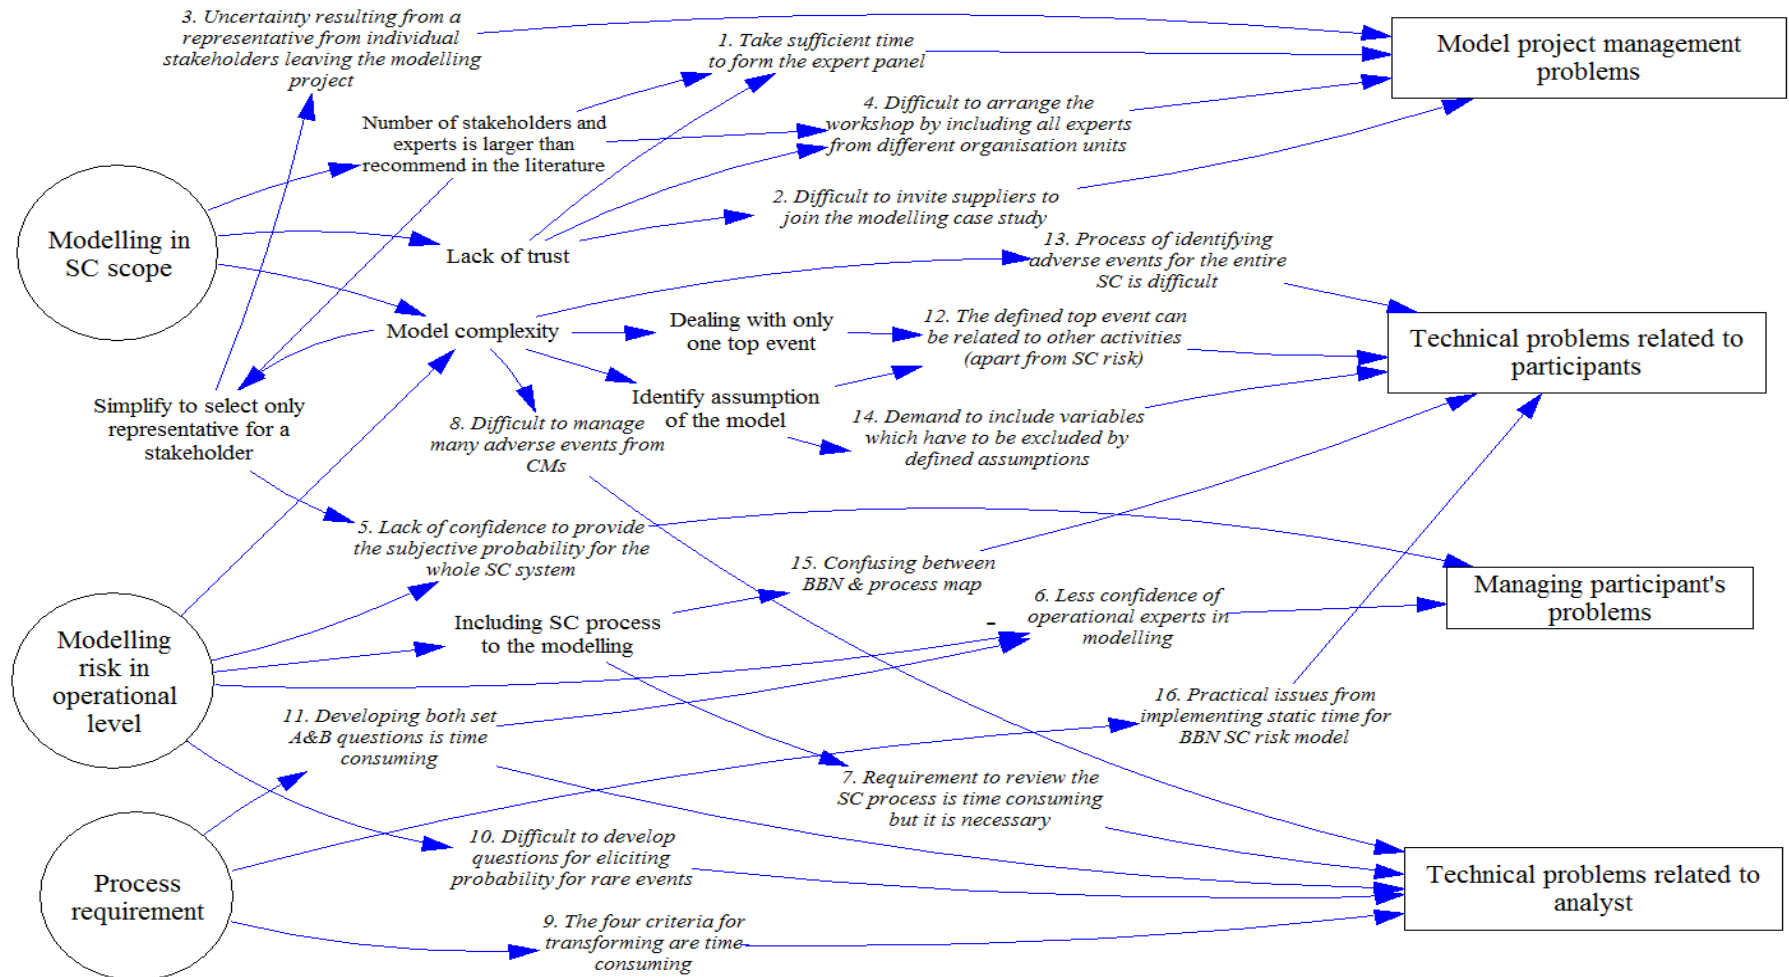 3. Uncertainty resulting from a
representative from individual
stakeholders leaving the modelling
project
1. Take sufficient time
to form the expert panel
Model project management
problems
Number of stakeholders and
experts is larger than
recommend in the literature
4. Difficult to arrange the
workshop by including all experts
from different organisation units
2. Difficult to invite suppliers to
join the modelling case study
Modelling in
SC scope
Lack of trust
13. Process of identifying
adverse events for the entire
SC is difficult
Model complexity
Dealing with only
one top event
12. The defined top event can
be related to other activities
(apart from SC risk)
Technical problems related to
participants
Simplify to select only
representative for a
stakeholder
Identify assumption
of the model
8. Difficult to manage
many adverse events from
CMs
14. Demand to include variables
which have to be excluded by
defined assumptions
5. Lack of confidence to provide
the subjective probability for the
whole SC system
15. Confusing between
BBN & process map
Managing participant's
problems
6. Less confidence of
operational experts in
modelling
-
Including SC process
to the modelling
Modelling
risk in
operational
level
16. Practical issues from
implementing static time for
BBN SC risk model
11. Developing both set
A&B questions is time
consuming
7. Requirement to review the
SC process is time consuming
but it is necessary
10. Difficult to develop
questions for eliciting
probability for rare events
Process
requirement
Technical problems related to
analyst
9. The four criteria for
transforming are time
consuming